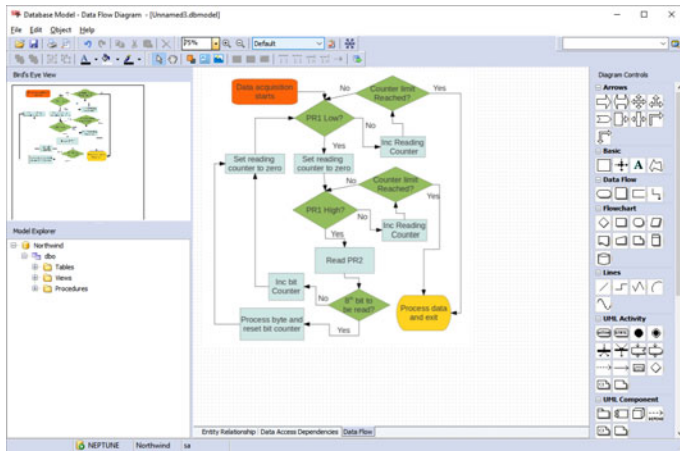 Database Model - Data Flow Diagram - [Unnamed3.dbmodel]
File Edit Object Help
75%
Default
Bird's Eye View
Model Explorer
Northwind
dbo
Tables
Views
Procedures
Data acquisition
starts
No
Counter limit
Reached?
Yes
PR1 Low?
No
Inc Reading
Counter
Yes
Set reading
counter to zero
Set reading
counter to zero
No
Counter limit
Reached?
Yes
PR1 High?
No
Inc Reading
Counter
Yes
Read PR2
Inc bit
Counter
No
8th bit to
be read?
Process data
and exit
Process byte and
reset bit counter
Yes
Entity Relationship Data Access Dependencies Data Flow
Diagram Controls
Arrows
Basic
A
Data Flow
Flowchart
Lines
UML Activity
UML Component
NEPTUNE Northwind sa